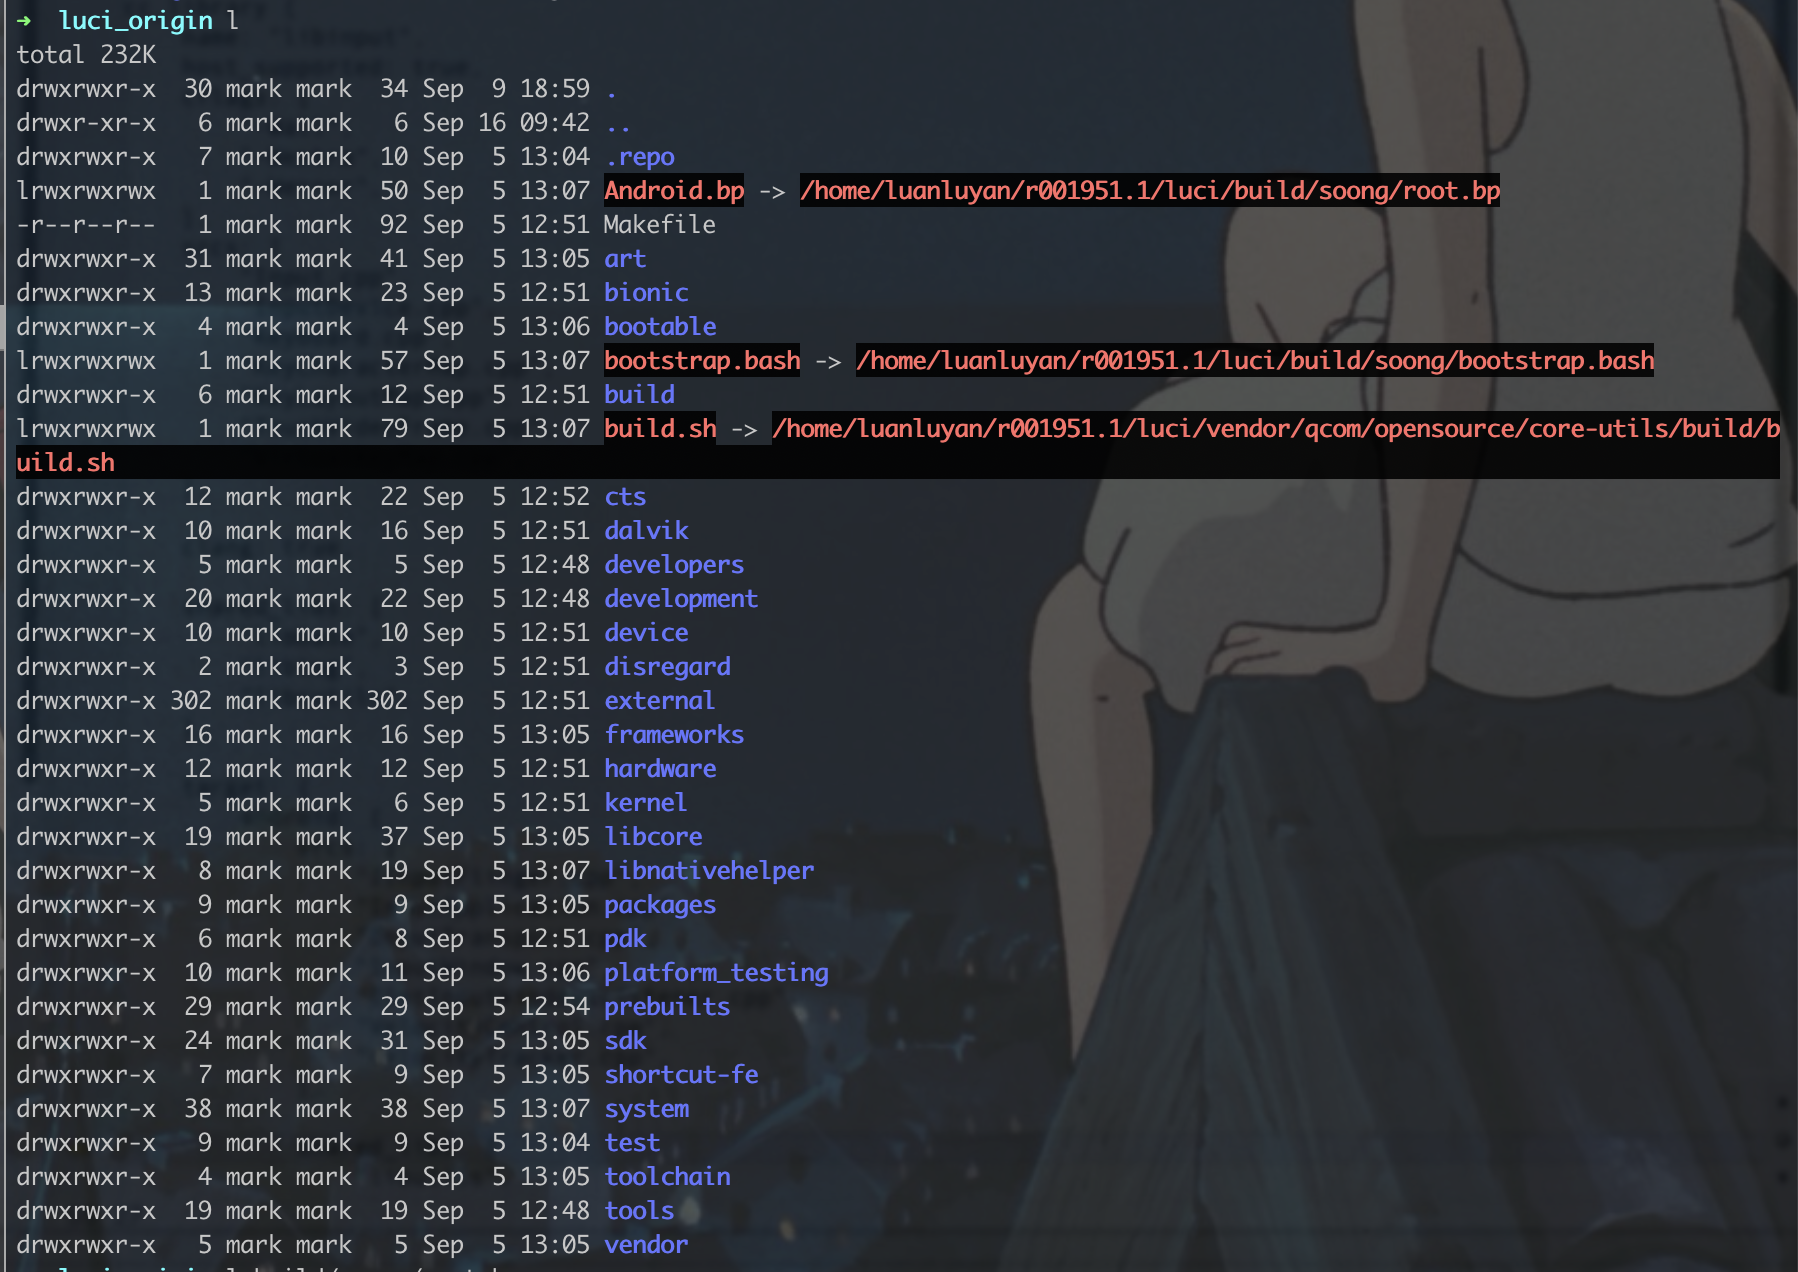 ➜  luci_origin l
total 232K
drwxrwxr-x  30 mark mark  34 Sep  9 18:59 .
drwxr-xr-x   6 mark mark   6 Sep 16 09:42 ..
drwxrwxr-x   7 mark mark  10 Sep  5 13:04 .repo
lrwxrwxrwx   1 mark mark  50 Sep  5 13:07 Android.bp -> /home/luanluyan/r001951.1/luci/build/soong/root.bp
-r--r--r--   1 mark mark  92 Sep  5 12:51 Makefile
drwxrwxr-x  31 mark mark  41 Sep  5 13:05 art
drwxrwxr-x  13 mark mark  23 Sep  5 12:51 bionic
drwxrwxr-x   4 mark mark   4 Sep  5 13:06 bootable
lrwxrwxrwx   1 mark mark  57 Sep  5 13:07 bootstrap.bash -> /home/luanluyan/r001951.1/luci/build/soong/bootstrap.bash
drwxrwxr-x   6 mark mark  12 Sep  5 12:51 build
lrwxrwxrwx   1 mark mark  79 Sep  5 13:07 build.sh -> /home/luanluyan/r001951.1/luci/vendor/qcom/opensource/core-utils/build/b
uild.sh
drwxrwxr-x  12 mark mark  22 Sep  5 12:52 cts
drwxrwxr-x  10 mark mark  16 Sep  5 12:51 dalvik
drwxrwxr-x   5 mark mark   5 Sep  5 12:48 developers
drwxrwxr-x  20 mark mark  22 Sep  5 12:48 development
drwxrwxr-x  10 mark mark  10 Sep  5 12:51 device
drwxrwxr-x   2 mark mark   3 Sep  5 12:51 disregard
drwxrwxr-x 302 mark mark 302 Sep  5 12:51 external
drwxrwxr-x  16 mark mark  16 Sep  5 13:05 frameworks
drwxrwxr-x  12 mark mark  12 Sep  5 12:51 hardware
drwxrwxr-x   5 mark mark   6 Sep  5 12:51 kernel
drwxrwxr-x  19 mark mark  37 Sep  5 13:05 libcore
drwxrwxr-x   8 mark mark  19 Sep  5 13:07 libnativehelper
drwxrwxr-x   9 mark mark   9 Sep  5 13:05 packages
drwxrwxr-x   6 mark mark   8 Sep  5 12:51 pdk
drwxrwxr-x  10 mark mark  11 Sep  5 13:06 platform_testing
drwxrwxr-x  29 mark mark  29 Sep  5 12:54 prebuilts
drwxrwxr-x  24 mark mark  31 Sep  5 13:05 sdk
drwxrwxr-x   7 mark mark   9 Sep  5 13:05 shortcut-fe
drwxrwxr-x  38 mark mark  38 Sep  5 13:07 system
drwxrwxr-x   9 mark mark   9 Sep  5 13:04 test
drwxrwxr-x   4 mark mark   4 Sep  5 13:05 toolchain
drwxrwxr-x  19 mark mark  19 Sep  5 12:48 tools
drwxrwxr-x   5 mark mark   5 Sep  5 13:05 vendor